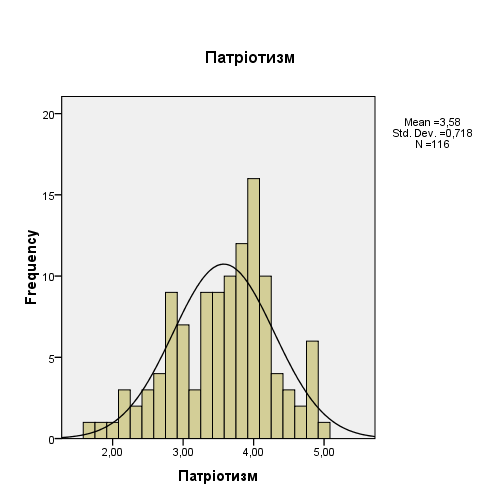 Патріотизм
20
15
10
5
0
Frequency
2,00 3,00 4,00 5,00
Патріотизм
Mean =3,58
Std. Dev. =0,718
N =116